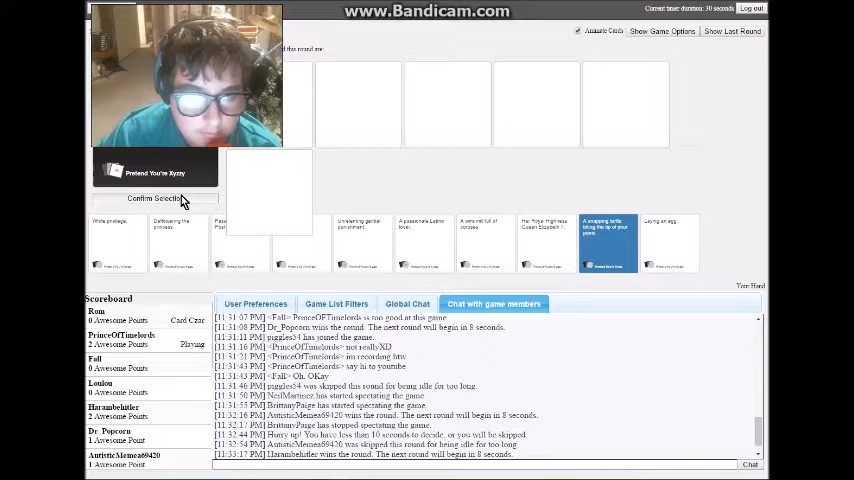 www.Bandicam.com
Current timer duration: 30 seconds
Log out
Animate Cards
Show Game Options
Show Last Round
this round are:
Pretend You're Xyzzy
Confirm Selection
White privilege.
Deflowering the
princess.
Unrelenting genital
punishment.
A passionate Latino
lover.
A windmill full of
corpses.
Her Royal Highness,
Queen Elizabeth II.
A snapping turtle
biting the tip of your
penis.
Laying an egg.
Your Hand
Scoreboard
Rom
0 Awesome Points Card Czar
PrinceOfTimelords
2 Awesome Points Playing
Fall
0 Awesome Points
Loulou
0 Awesome Points
Harambehitler
2 Awesome Points
Dr_Popcorn
1 Awesome Point
AutisticMemea69420
1 Awesome Point
User Preferences
Game List Filters
Global Chat
Chat with game members
[11:31:07 PM] <Fall> PrinceOFTimelords is too good at this game
[11:31:08 PM] Dr_Popcorn wins the round. The next round will begin in 8 seconds.
[11:31:11 PM] piggles54 has joined the game.
[11:31:16 PM] <PrinceOfTimelords> not reallyXD
[11:31:21 PM] <PrinceOfTimelords> im recording btw
[11:31:43 PM] <PrinceOfTimelords> say hi to youtube
[11:31:43 PM] <Fall> Oh. OKay
[11:31:46 PM] piggles54 was skipped this round for being idle for too long.
[11:31:50 PM] NeilMartinez has started spectating the game
[11:31:55 PM] BrittanyPaige has started spectating the game.
[11:32:16 PM] AutisticMemea69420 wins the round. The next round will begin in 8 seconds.
[11:32:17 PM] BrittanyPaige has stopped spectating the game.
[11:32:44 PM] Hurry up! You have less than 10 seconds to decide, or you will be skipped.
[11:32:54 PM] AutisticMemea69420 was skipped this round for being idle for too long
[11:33:17 PM] Harambehitler wins the round. The next round will begin in 8 seconds.
Chat